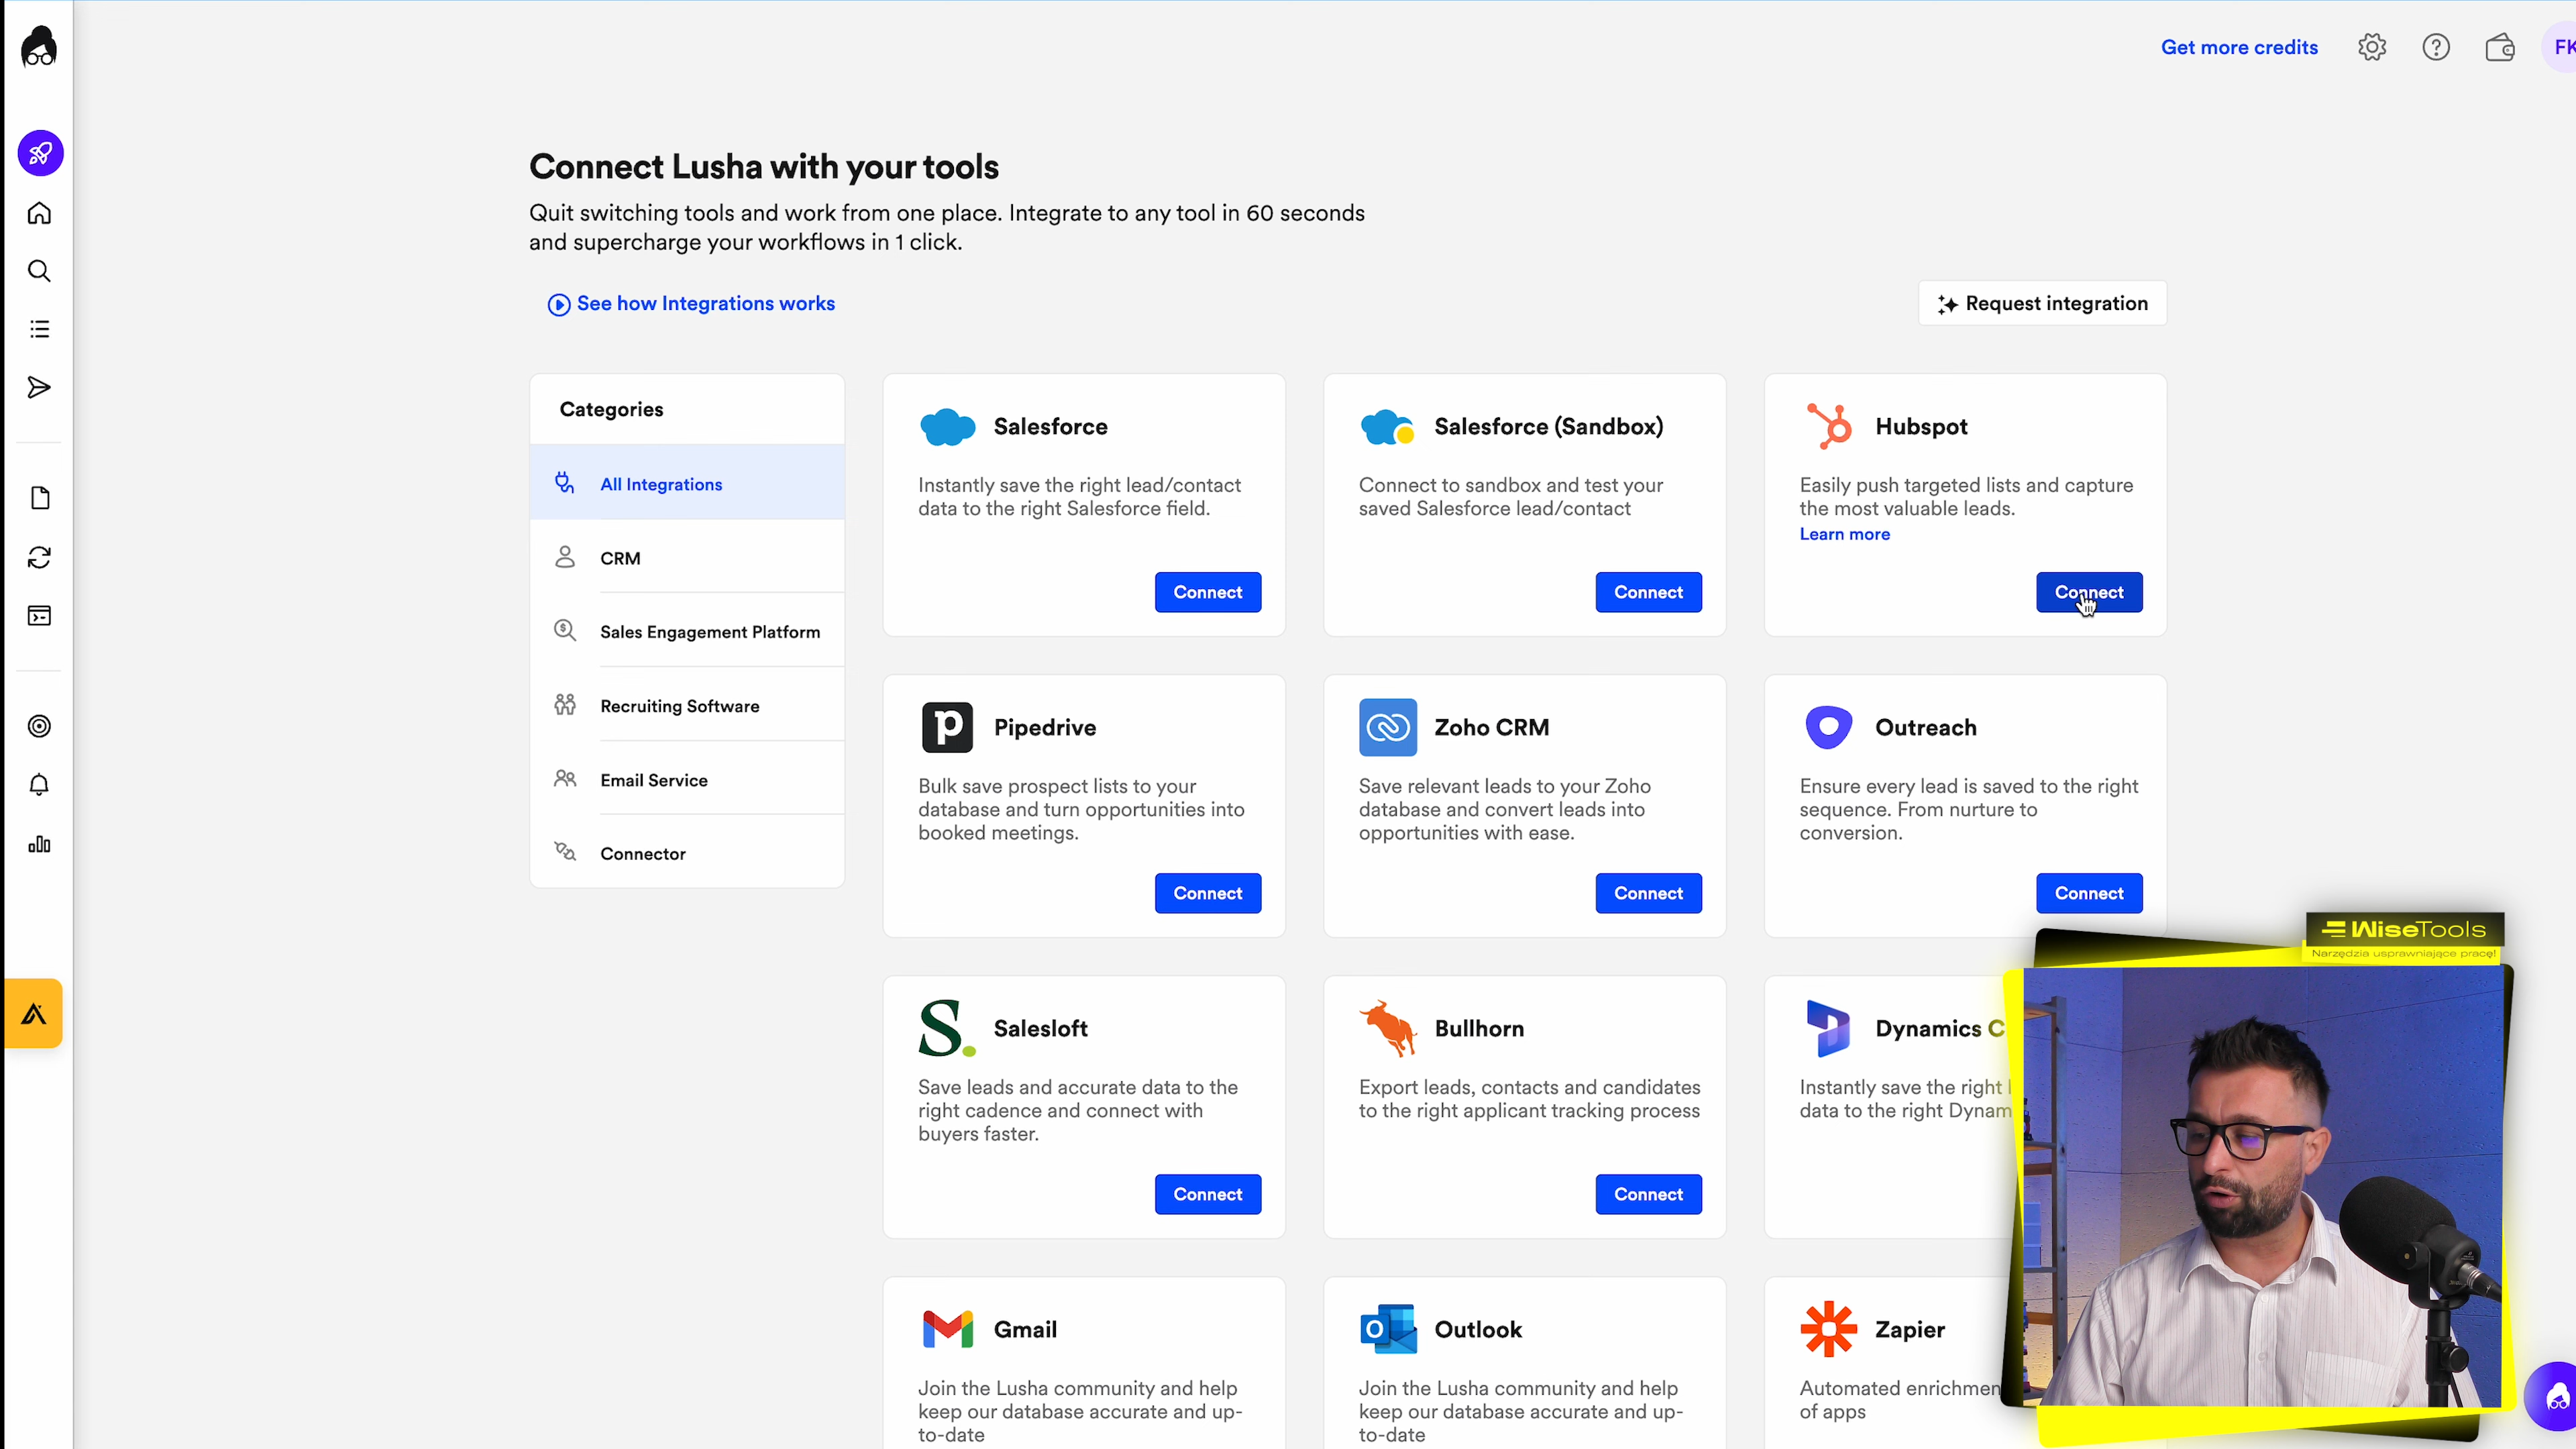 Get more credits
FK
Connect Lusha with your tools
Quit switching tools and work from one place. Integrate to any tool in 60 seconds
and supercharge your workflows in 1 click.
See how Integrations works
Request integration
Categories
All Integrations
CRM
Sales Engagement Platform
Recruiting Software
Email Service
Connector
Salesforce
Instantly save the right lead/contact
data to the right Salesforce field.
Connect
Salesforce (Sandbox)
Connect to sandbox and test your
saved Salesforce lead/contact
Connect
Hubspot
Easily push targeted lists and capture
the most valuable leads.
Learn more
Connect
Pipedrive
Bulk save prospect lists to your
database and turn opportunities into
booked meetings.
Connect
Zoho CRM
Save relevant leads to your Zoho
database and convert leads into
opportunities with ease.
Connect
Outreach
Ensure every lead is saved to the right
sequence. From nurture to
conversion.
Connect
Salesloft
Save leads and accurate data to the
right cadence and connect with
buyers faster.
Connect
Bullhorn
Export leads, contacts and candidates
to the right applicant tracking process
Connect
Dynamics C
Instantly save the right
data to the right Dynam
Gmail
Join the Lusha community and help
keep our database accurate and up-
to-date
Outlook
Join the Lusha community and help
keep our database accurate and up-
to-date
Zapier
Automated enrichmen
of apps
WiseTools
Narzędzia usprawniające pracę!